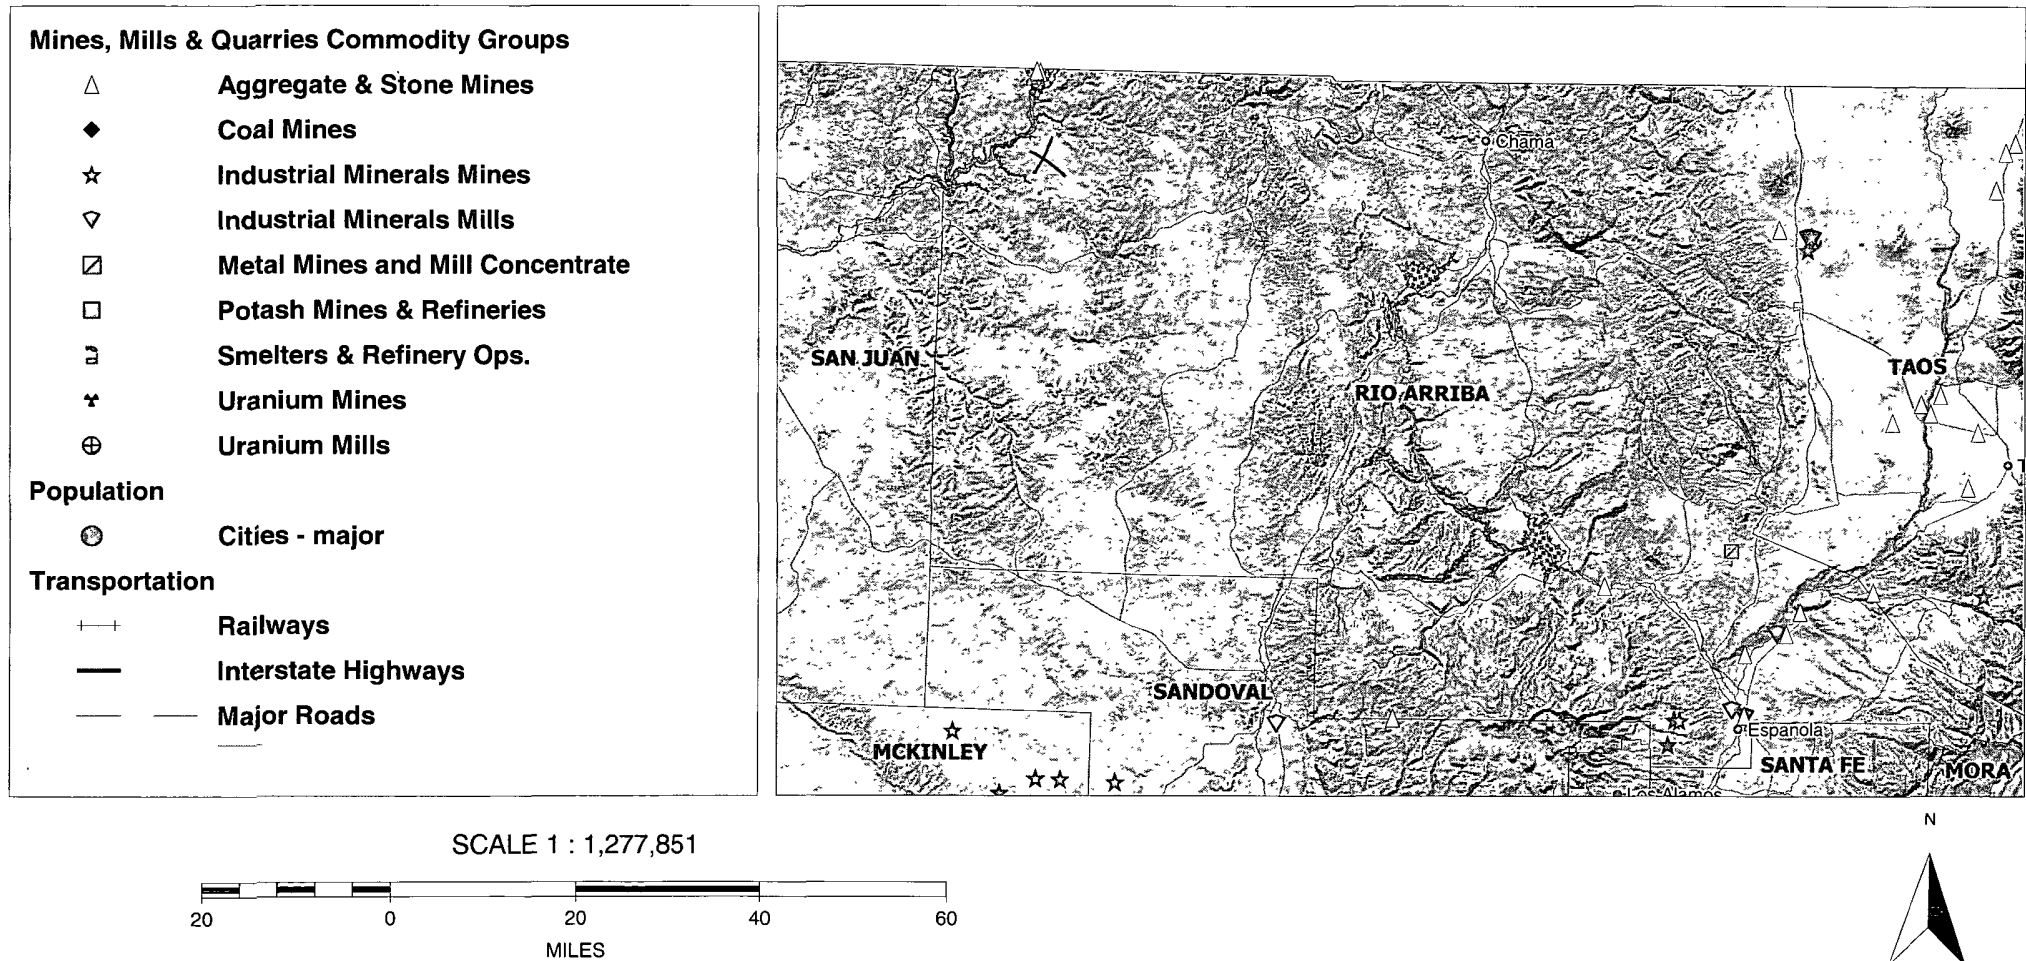 Mines, Mills & Quarries Commodity Groups
Aggregate & Stone Mines
Coal Mines
Industrial Minerals Mines
Industrial Minerals Mills
Metal Mines and Mill Concentrate
Potash Mines & Refineries
Smelters & Refinery Ops.
Uranium Mines
Uranium Mills
Population
Cities - major
Transportation
Railways
Interstate Highways
Major Roads
Chama
SAN JUAN
TAOS
RIO ARRIBA
T
SANDOVAL
Espanola
MCKINLEY
SANTA FE
MORA
Los Alamos
SCALE 1 : 1,277,851
20 0 20 40 60
MILES
N